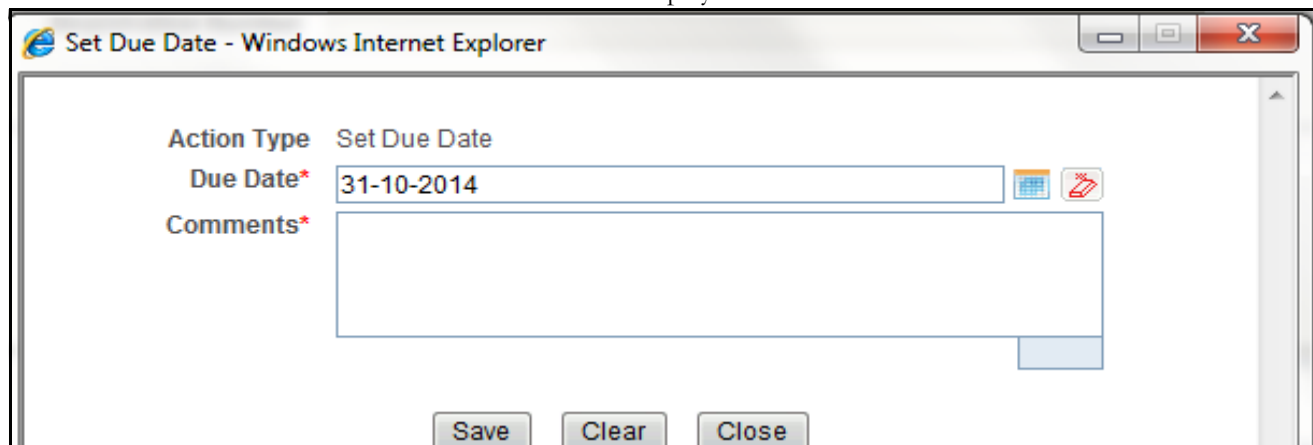 Set Due Date - Windows Internet Explorer
Action Type Set Due Date
Due Date* 31-10-2014
Comments*
Save Clear Close